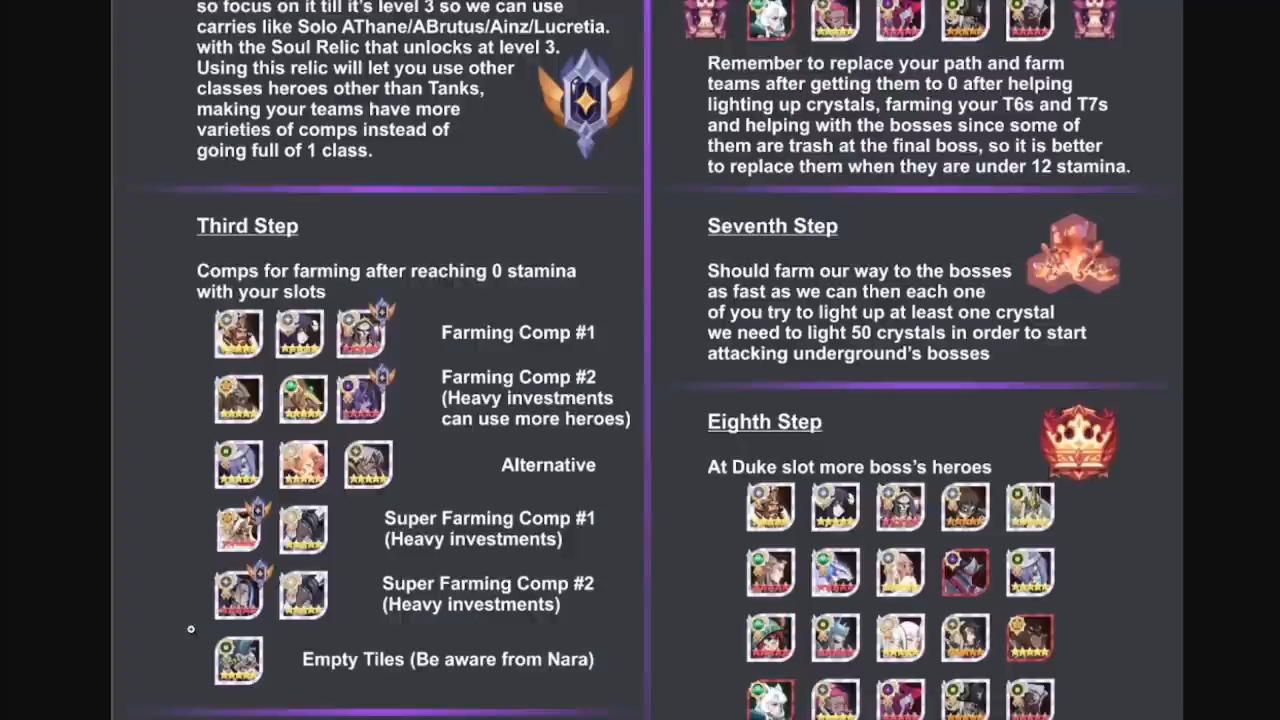 so focus on it till it's level 3 so we can use
carries like Solo AThane/ABrutus/Ainz/Lucretia.
with the Soul Relic that unlocks at level 3.
Using this relic will let you use other
classes heroes other than Tanks,
making your teams have more
varieties of comps instead of
going full of 1 class.
Third Step
Comps for farming after reaching 0 stamina
with your slots
Farming Comp #1
Farming Comp #2
(Heavy investments
can use more heroes)
Alternative
Super Farming Comp #1
(Heavy investments)
Super Farming Comp #2
(Heavy investments)
Empty Tiles (Be aware from Nara)
Remember to replace your path and farm
teams after getting them to 0 after helping
lighting up crystals, farming your T6s and T7s
and helping with the bosses since some of
them are trash at the final boss, so it is better
to replace them when they are under 12 stamina.
Seventh Step
Should farm our way to the bosses
as fast as we can then each one
of you try to light up at least one crystal
we need to light 50 crystals in order to start
attacking underground's bosses
Eighth Step
At Duke slot more boss's heroes